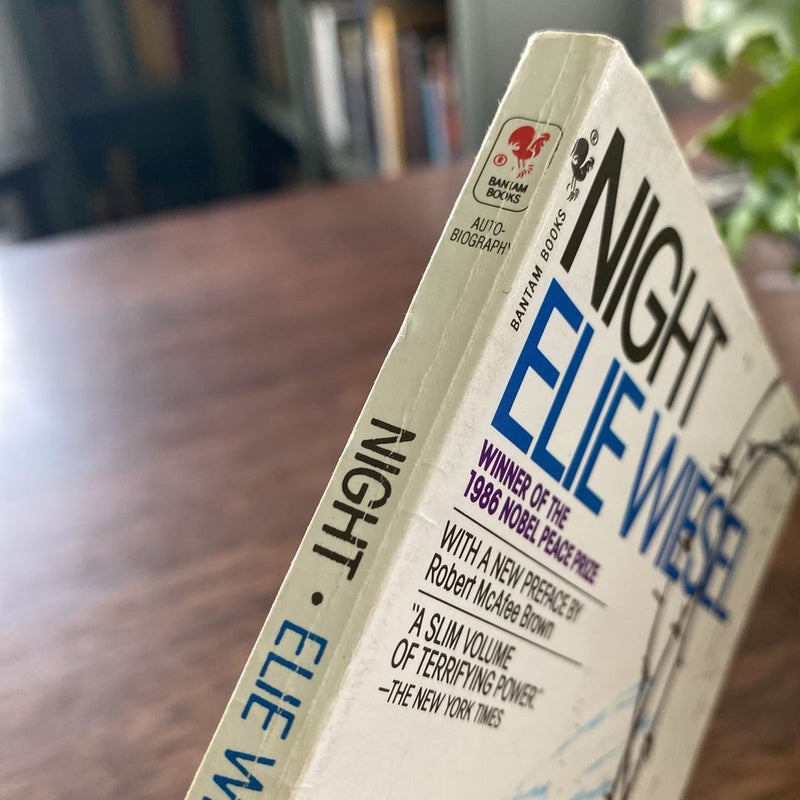 ®
BANTAM
BOOKS
AUTO-
BIOGRAPHY
NIGHT • ELIE W
®
BANTAM BOOKS
NIGHT
ELIE WIESEL
WINNER OF THE
1986 NOBEL PEACE PRIZE
WITH A NEW PREFACE BY
Robert McAfee Brown
"A SLIM VOLUME
OF TERRIFYING POWER."
—THE NEW YORK TIMES